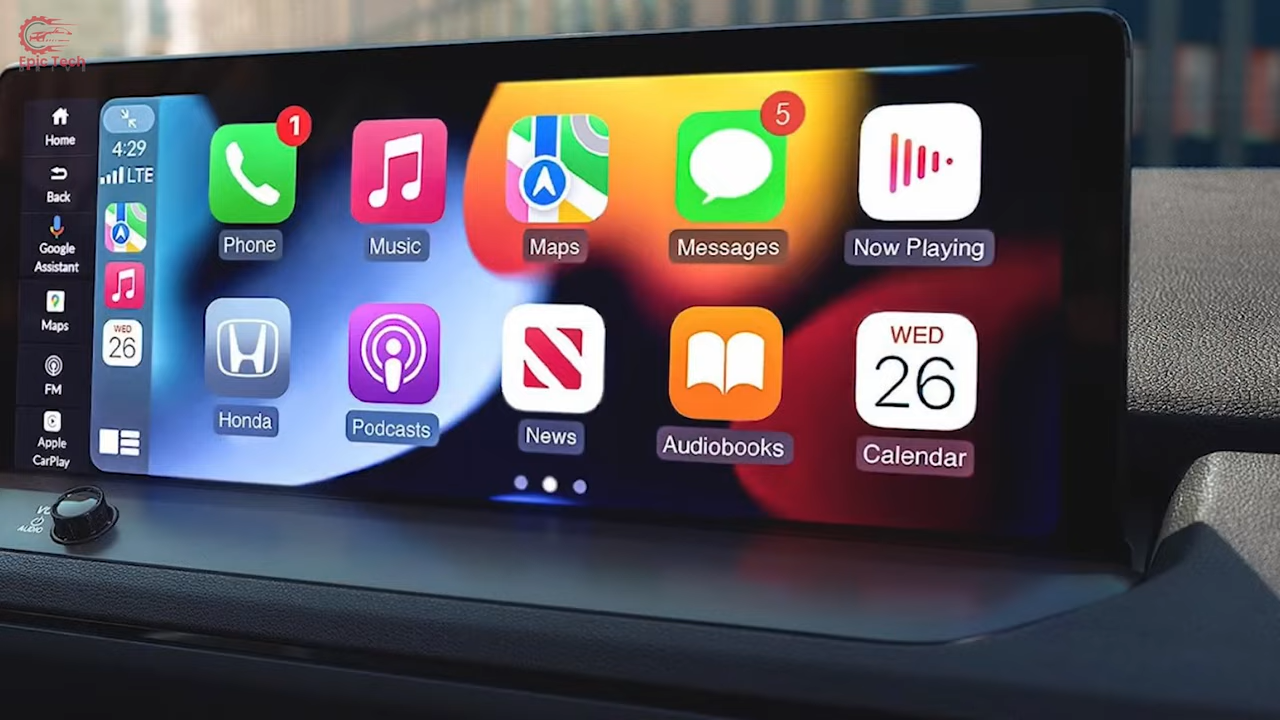 Epic Tech
Home
Back
Google
Assistant
Maps
FM
Apple
CarPlay
4:29
LTE
WED
26
1
Phone
Music
Maps
5
Messages
Now Playing
Honda
Podcasts
News
Audiobooks
WED
26
Calendar
AUDIO